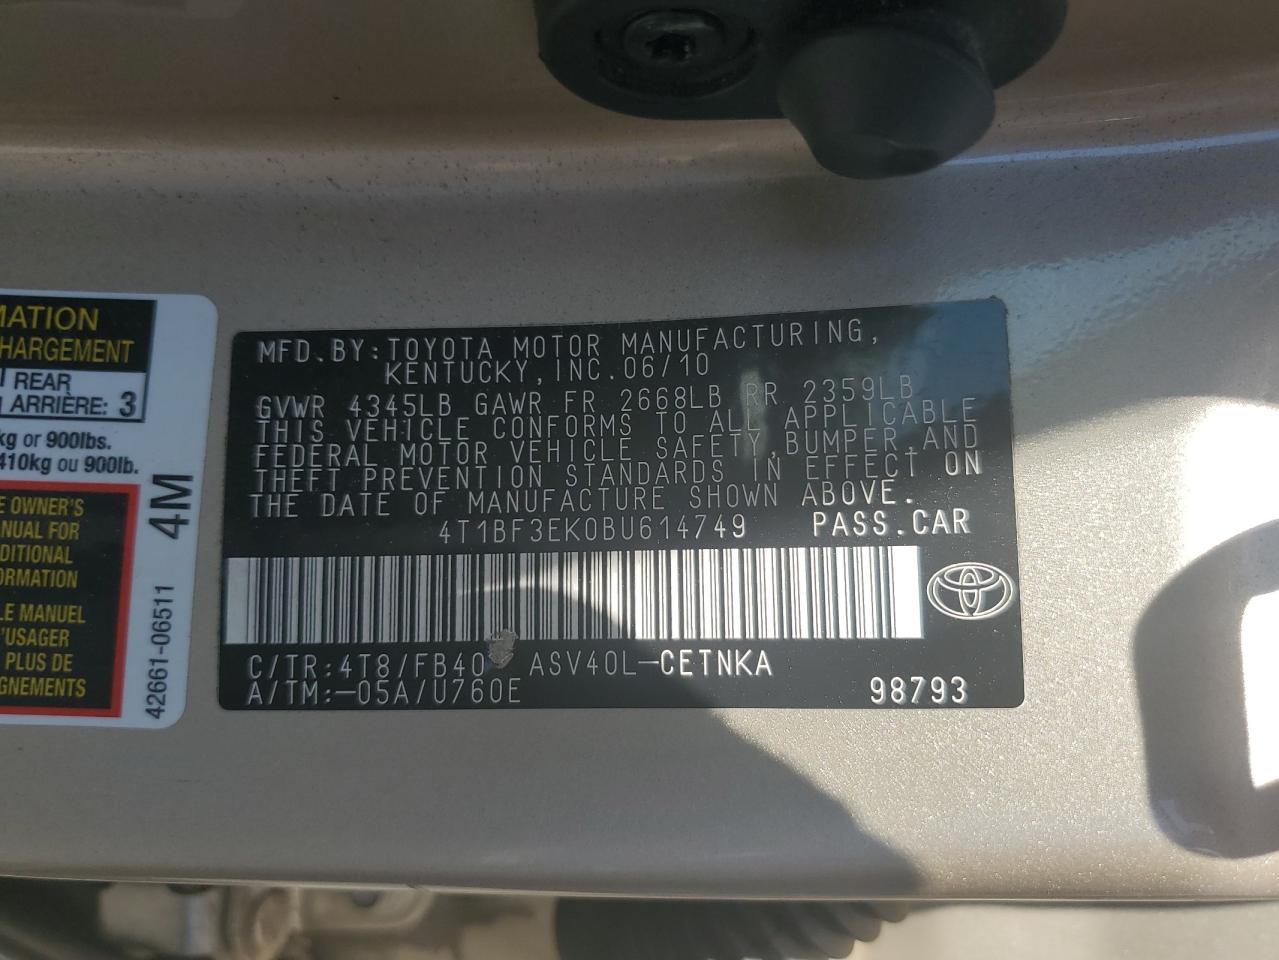 MATION
HARGEMENT
REAR
ARRIÈRE: 3
kg or 900lbs.
410kg ou 900lb.
E OWNER'S
ANUAL FOR
DITIONAL
ORMATION
LE MANUEL
'USAGER
PLUS DE
GNEMENTS
4M
42661-06511
MFD.BY:TOYOTA MOTOR MANUFACTURING,
KENTUCKY,INC.06/10
GVWR 4345LB GAWR FR 2668LB RR 2359LB
THIS VEHICLE CONFORMS TO ALL APPLICABLE
FEDERAL MOTOR VEHICLE SAFETY,BUMPER,AND
THEFT PREVENTION STANDARDS IN EFFECT ON
THE DATE OF MANUFACTURE SHOWN ABOVE.
4T1BF3EK0BU614749 PASS.CAR
C/TR:4T8/FB40 ASV40L-CETNKA
A/TM:-05A/U760E 98793